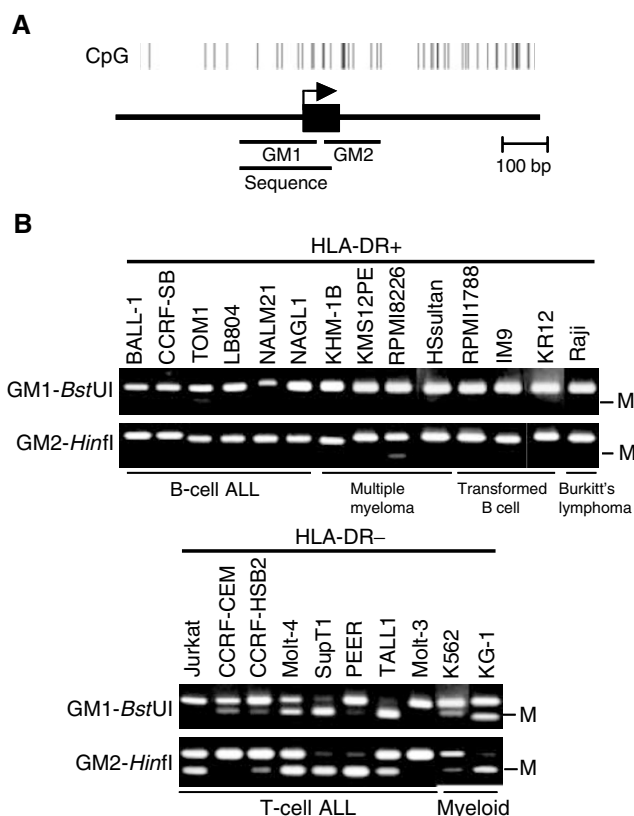 A
CpG
GM1 GM2
Sequence
100 bp
B
HLA-DR+
BALL-1 CCRF-SB TOM1 LB804 NALM21 NAGL1 KHM-1B KMS12PE RPMI8226 HSsultan RPMI1788 IM9 KR12 Raji
GM1-BstUI
M
GM2-HinfI
M
B-cell ALL Multiple myeloma Transformed B cell Burkitt's lymphoma
HLA-DR−
Jurkat CCRF-CEM CCRF-HSB2 Molt-4 SupT1 PEER TALL1 Molt-3 K562 KG-1
GM1-BstUI
M
GM2-HinfI
M
T-cell ALL Myeloid